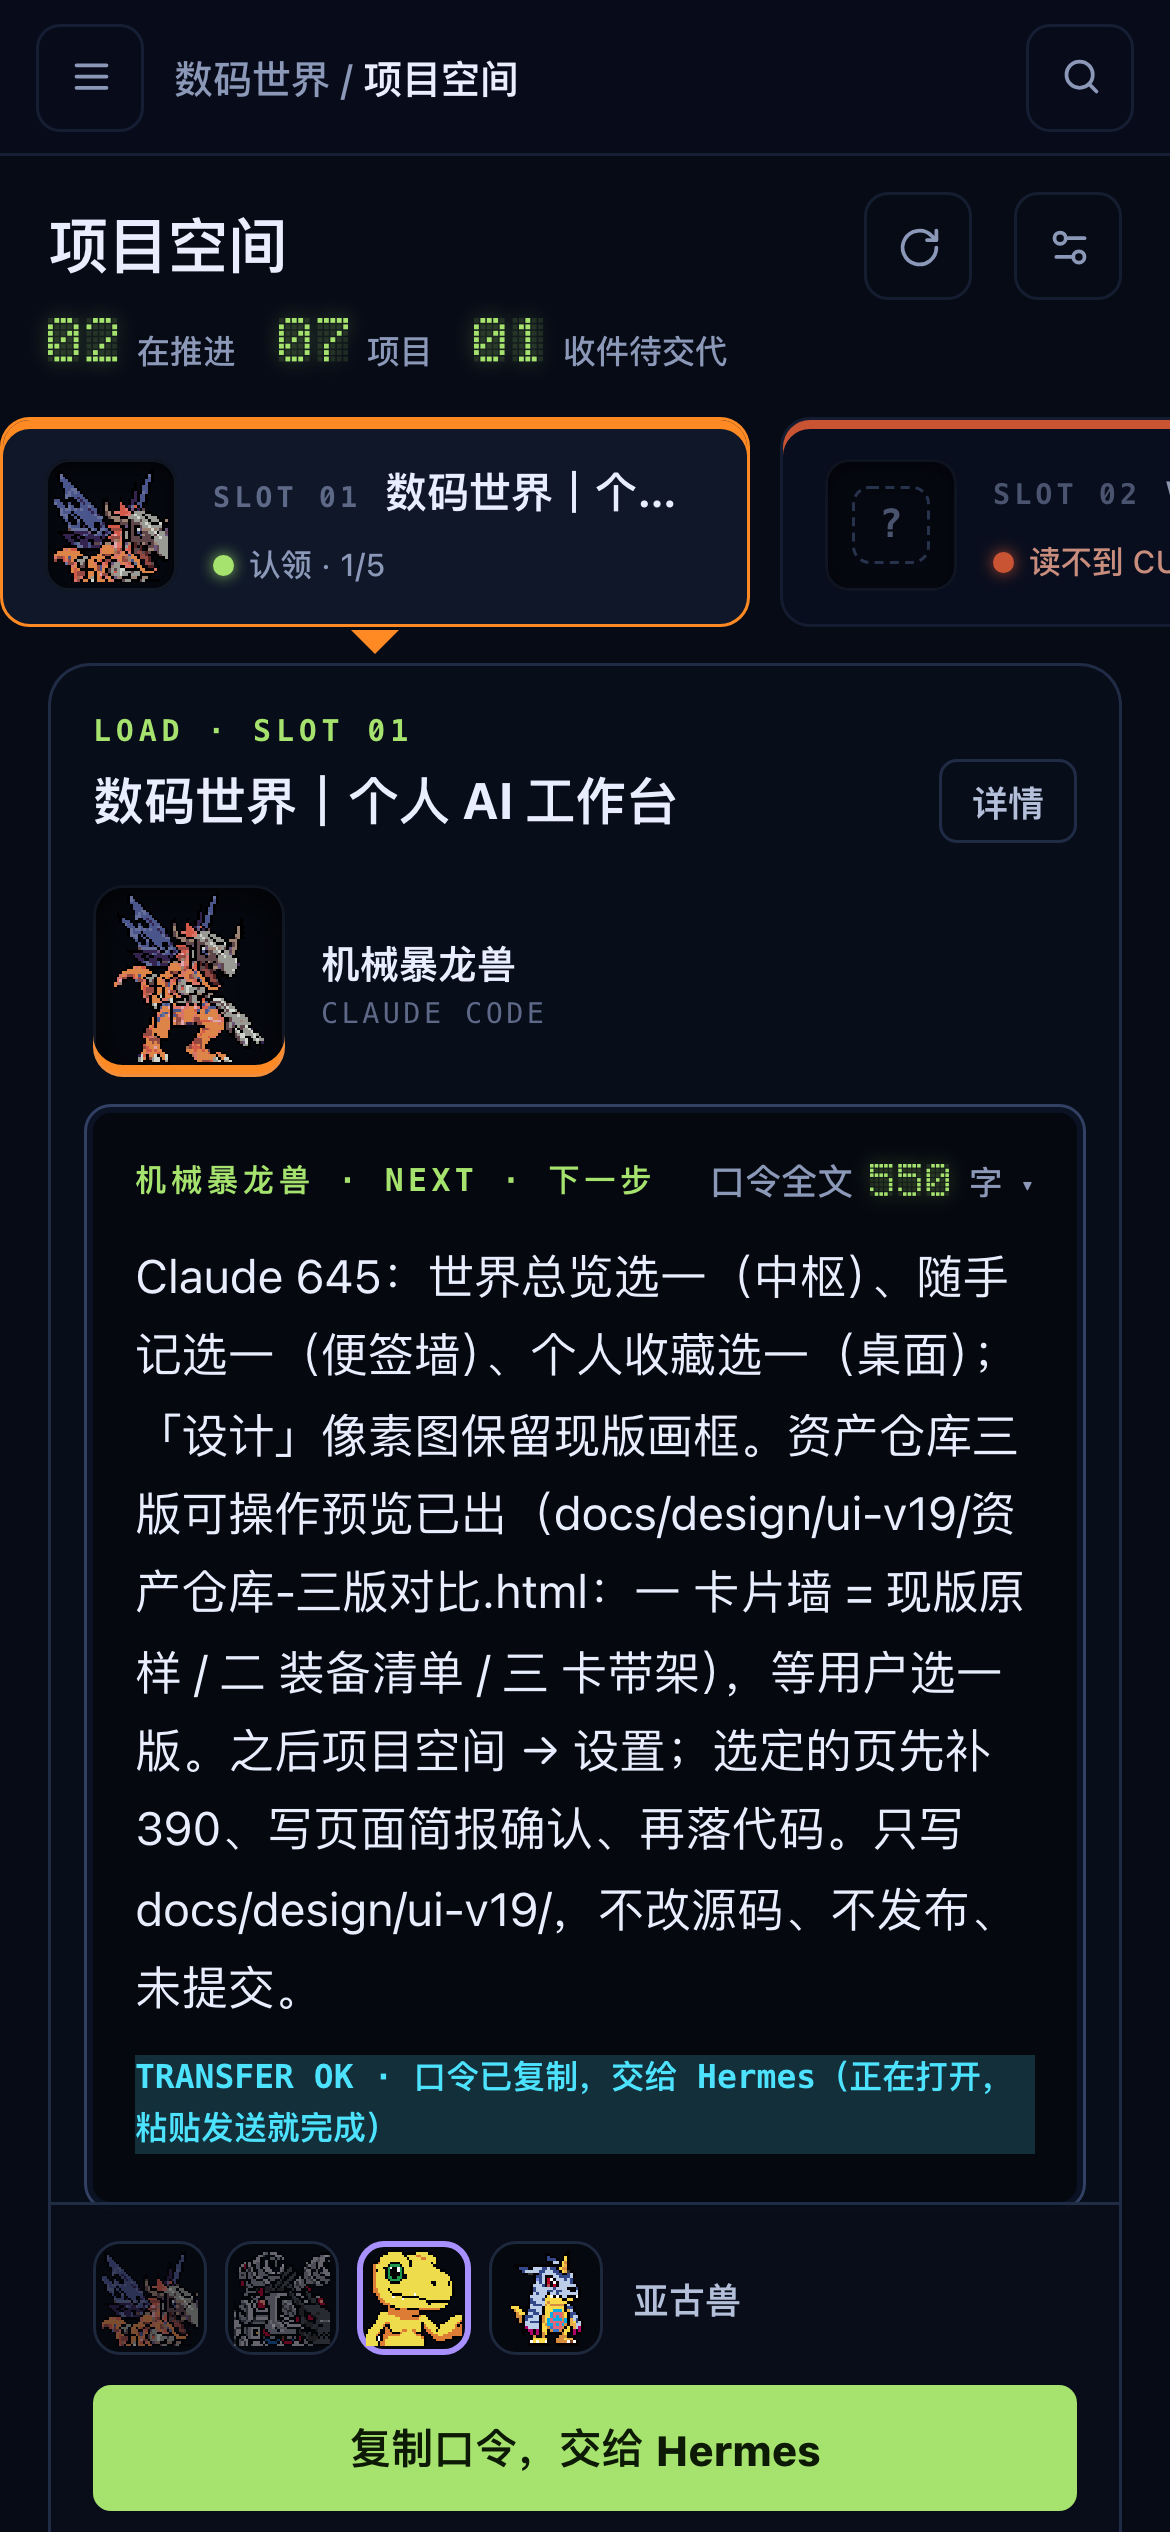 数码世界 / 项目空间
项目空间
02 在推进 07 项目 01 收件待交代
SLOT 01 数码世界｜个...
认领 · 1/5
?
SLOT 02
读不到 CU
LOAD · SLOT 01
数码世界｜个人 AI 工作台
详情
机械暴龙兽
CLAUDE CODE
机械暴龙兽 · NEXT · 下一步 口令全文 550 字 ▾
Claude 645：世界总览选一（中枢）、随手
记选一（便签墙）、个人收藏选一（桌面）；
「设计」像素图保留现版画框。资产仓库三
版可操作预览已出（docs/design/ui-v19/资
产仓库-三版对比.html：一 卡片墙 = 现版原
样 / 二 装备清单 / 三 卡带架），等用户选一
版。之后项目空间 → 设置；选定的页先补
390、写页面简报确认、再落代码。只写
docs/design/ui-v19/，不改源码、不发布、
未提交。
TRANSFER OK · 口令已复制，交给 Hermes（正在打开，
粘贴发送就完成）
亚古兽
复制口令，交给 Hermes